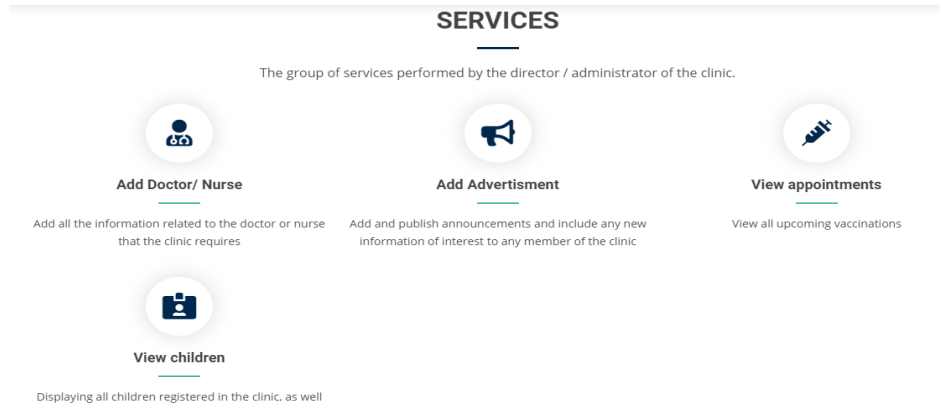 SERVICES
The group of services performed by the director / administrator of the clinic.
Add Doctor/ Nurse
Add all the information related to the doctor or nurse
that the clinic requires
Add Advertisment
Add and publish announcements and include any new
information of interest to any member of the clinic
View appointments
View all upcoming vaccinations
View children
Displaying all children registered in the clinic, as well